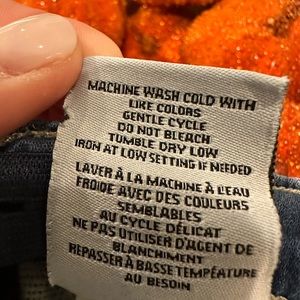 MACHINE WASH COLD WITH
LIKE COLORS
GENTLE CYCLE
DO NOT BLEACH
TUMBLE DRY LOW
IRON AT LOW SETTING IF NEEDED
LAVER À LA MACHINE À L'EAU
FROIDE AVEC DES COULEURS
SEMBLABLES
AU CYCLE DÉLICAT
NE PAS UTILISER D'AGENT DE
BLANCHIMENT
REPASSER À BASSE TEMPÉRATURE
AU BESOIN